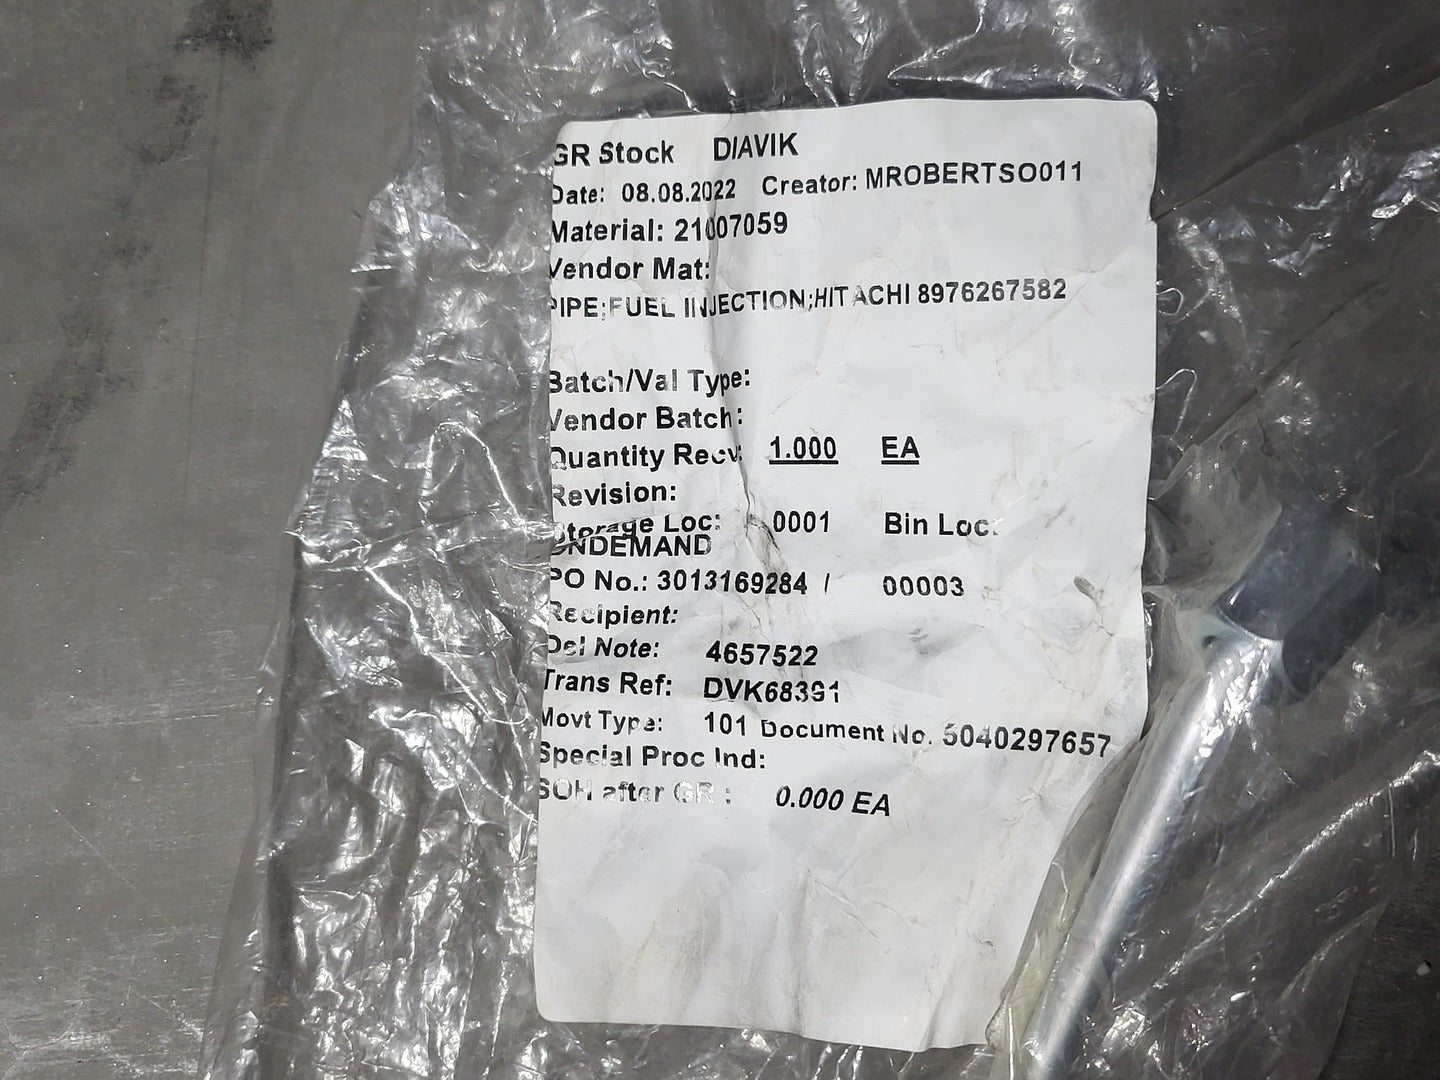 GR Stock DIAVIK
Date: 08.08.2022 Creator: MROBERTSO011
Material: 21007059
Vendor Mat:
PIPE;FUEL INJECTION;HITACHI 8976267582
Batch/Val Type:
Vendor Batch:
Quantity Recv: 1.000 EA
Revision:
Storage Loc: 0001 Bin Loc:
ONDEMAND
PO No.: 3013169284 / 00003
Recipient:
Del Note: 4657522
Trans Ref: DVK68391
Movt Type: 101 Document No. 5040297657
Special Proc Ind:
SOH after GR : 0.000 EA